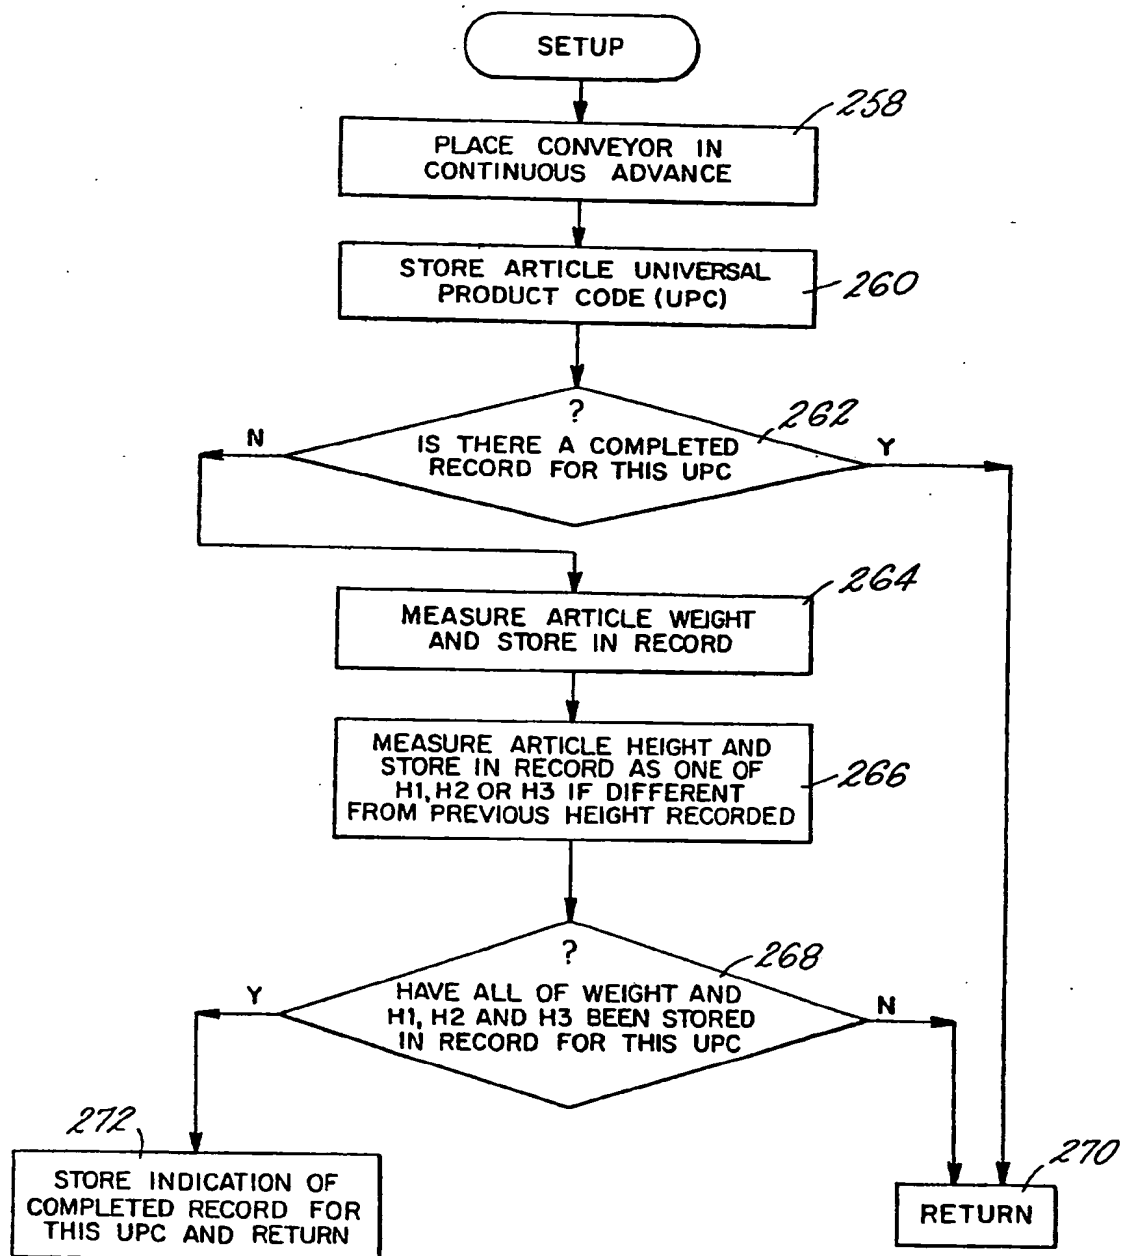 SETUP
258
PLACE CONVEYOR IN
CONTINUOUS ADVANCE
STORE ARTICLE UNIVERSAL
PRODUCT CODE (UPC)
260
?
262
N
IS THERE A COMPLETED
RECORD FOR THIS UPC
Y
264
MEASURE ARTICLE WEIGHT
AND STORE IN RECORD
MEASURE ARTICLE HEIGHT AND
STORE IN RECORD AS ONE OF
H1, H2 OR H3 IF DIFFERENT
FROM PREVIOUS HEIGHT RECORDED
266
?
268
Y
HAVE ALL OF WEIGHT AND
H1, H2 AND H3 BEEN STORED
IN RECORD FOR THIS UPC
N
272
STORE INDICATION OF
COMPLETED RECORD FOR
THIS UPC AND RETURN
270
RETURN